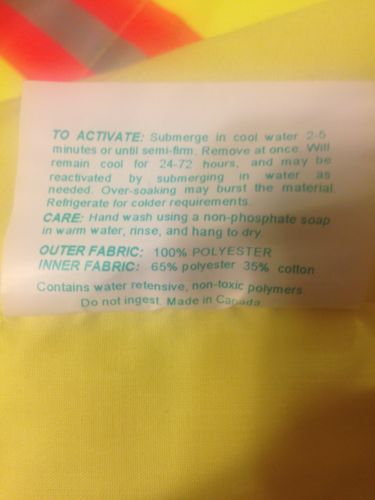 TO ACTIVATE: Submerge in cool water 2-5
minutes or until semi-firm. Remove at once. Will
remain cool for 24-72 hours, and may be
reactivated by submerging in water as
needed. Over-soaking may burst the material
Refrigerate for colder requirements.
CARE: Hand wash using a non-phosphate soap
in warm water, rinse, and hang to dry.
OUTER FABRIC: 100% POLYESTER
INNER FABRIC: 65% polyester 35% cotton
Contains water retensive, non-toxic polymers.
Do not ingest. Made in Canada